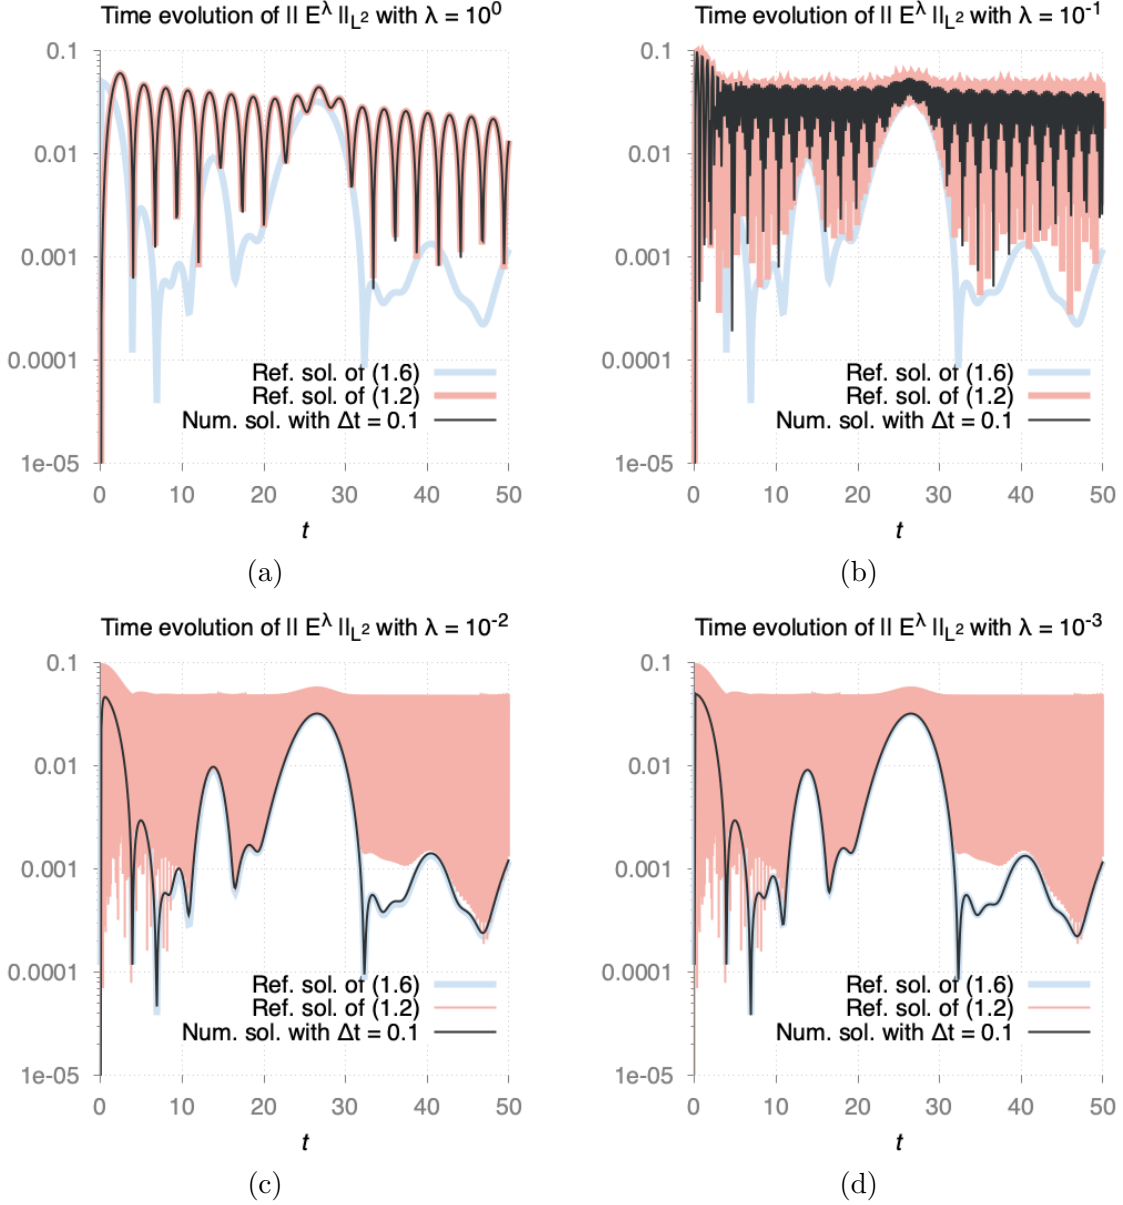 Time evolution of || E^λ ||_L² with λ = 10⁰
0.1
0.01
0.001
0.0001
1e-05
Ref. sol. of (1.6)
Ref. sol. of (1.2)
Num. sol. with Δt = 0.1
0 10 20 30 40 50
t
(a)
Time evolution of || E^λ ||_L² with λ = 10⁻¹
0.1
0.01
0.001
0.0001
1e-05
Ref. sol. of (1.6)
Ref. sol. of (1.2)
Num. sol. with Δt = 0.1
0 10 20 30 40 50
t
(b)
Time evolution of || E^λ ||_L² with λ = 10⁻²
0.1
0.01
0.001
0.0001
1e-05
Ref. sol. of (1.6)
Ref. sol. of (1.2)
Num. sol. with Δt = 0.1
0 10 20 30 40 50
t
(c)
Time evolution of || E^λ ||_L² with λ = 10⁻³
0.1
0.01
0.001
0.0001
1e-05
Ref. sol. of (1.6)
Ref. sol. of (1.2)
Num. sol. with Δt = 0.1
0 10 20 30 40 50
t
(d)